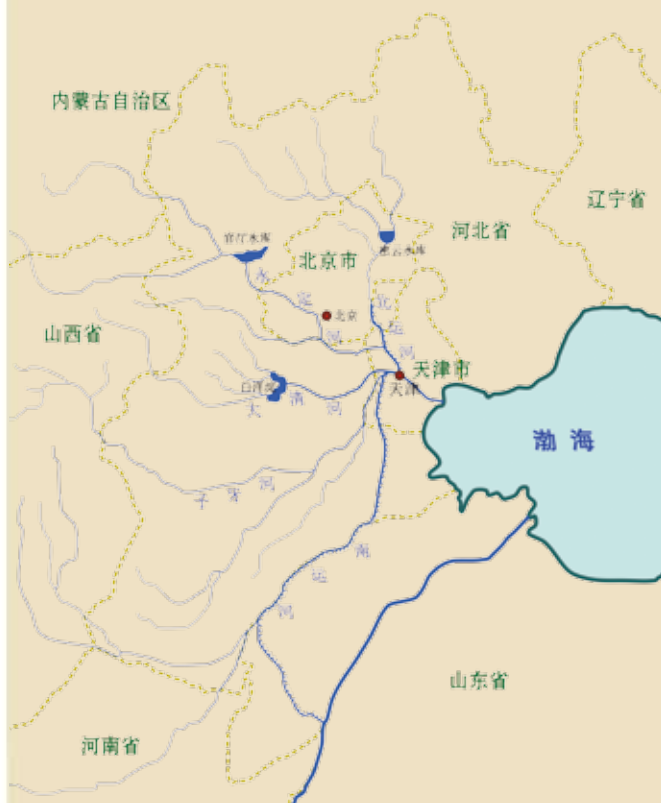 内蒙古自治区
辽宁省
河北省
官厅水库
密云水库
北京市
永定河
北运河
北京
山西省
天津市
天津
白洋淀
大清河
渤海
子牙河
南运河
山东省
河南省